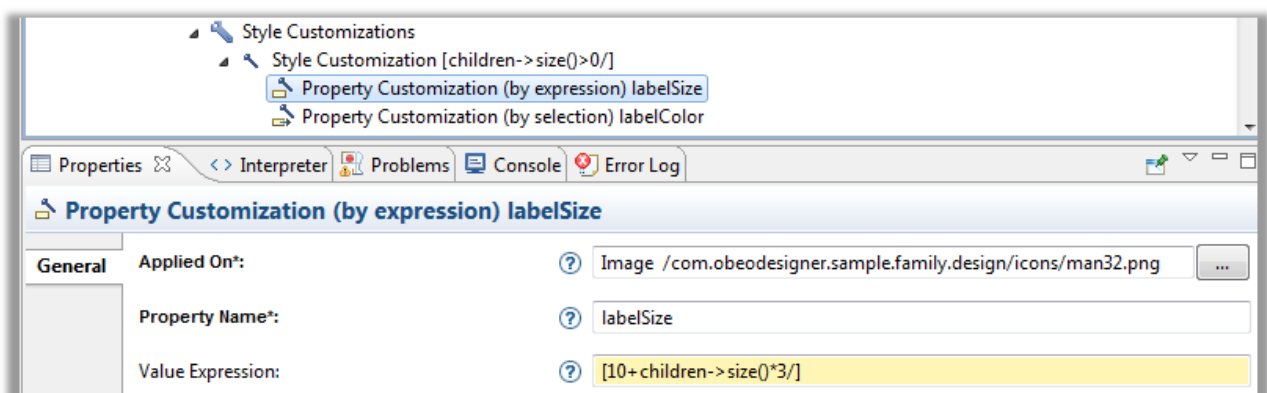 Style Customizations
Style Customization [children->size()>0/]
Property Customization (by expression) labelSize
Property Customization (by selection) labelColor
Properties <> Interpreter Problems Console Error Log
Property Customization (by expression) labelSize
General Applied On*: ? Image /com.obeodesigner.sample.family.design/icons/man32.png ...
Property Name*: ? labelSize
Value Expression: ? [10+children->size()*3/]